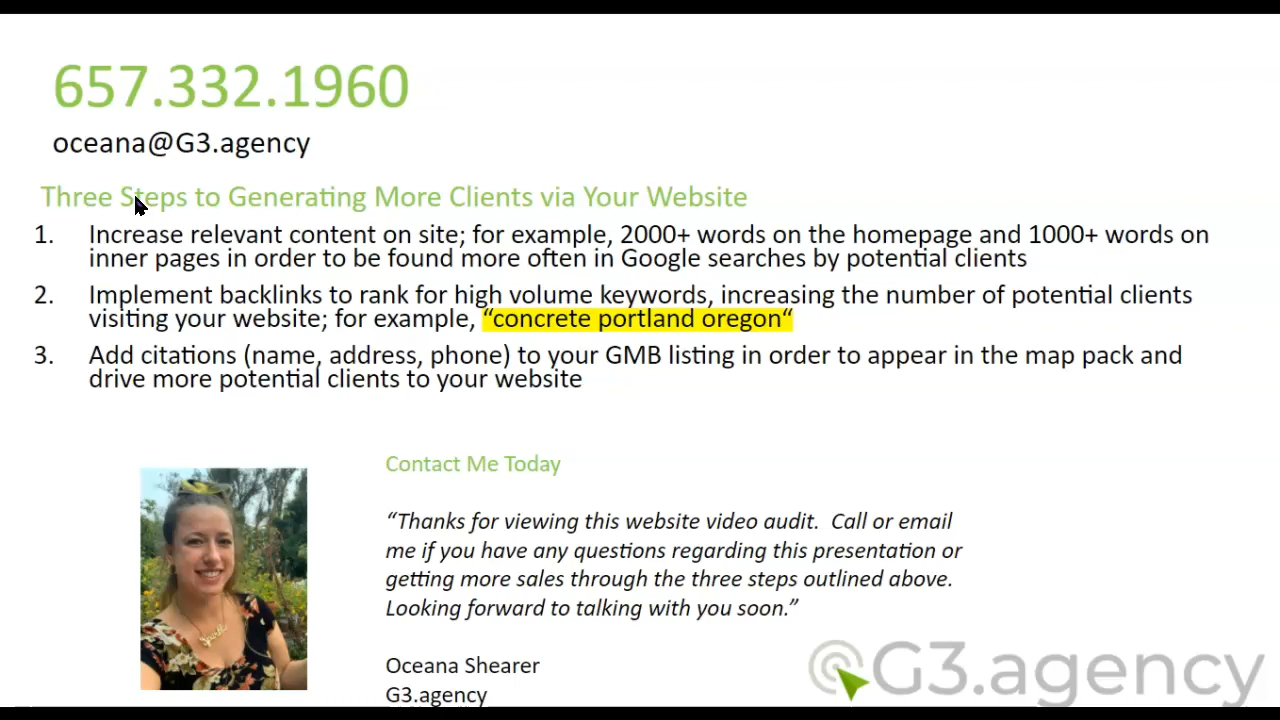 657.332.1960
oceana@G3.agency
Three Steps to Generating More Clients via Your Website
1. Increase relevant content on site; for example, 2000+ words on the homepage and 1000+ words on
inner pages in order to be found more often in Google searches by potential clients
2. Implement backlinks to rank for high volume keywords, increasing the number of potential clients
visiting your website; for example, “concrete portland oregon“
3. Add citations (name, address, phone) to your GMB listing in order to appear in the map pack and
drive more potential clients to your website
Contact Me Today
“Thanks for viewing this website video audit.  Call or email
me if you have any questions regarding this presentation or
getting more sales through the three steps outlined above.
Looking forward to talking with you soon.”
Oceana Shearer
G3.agency
G3.agency